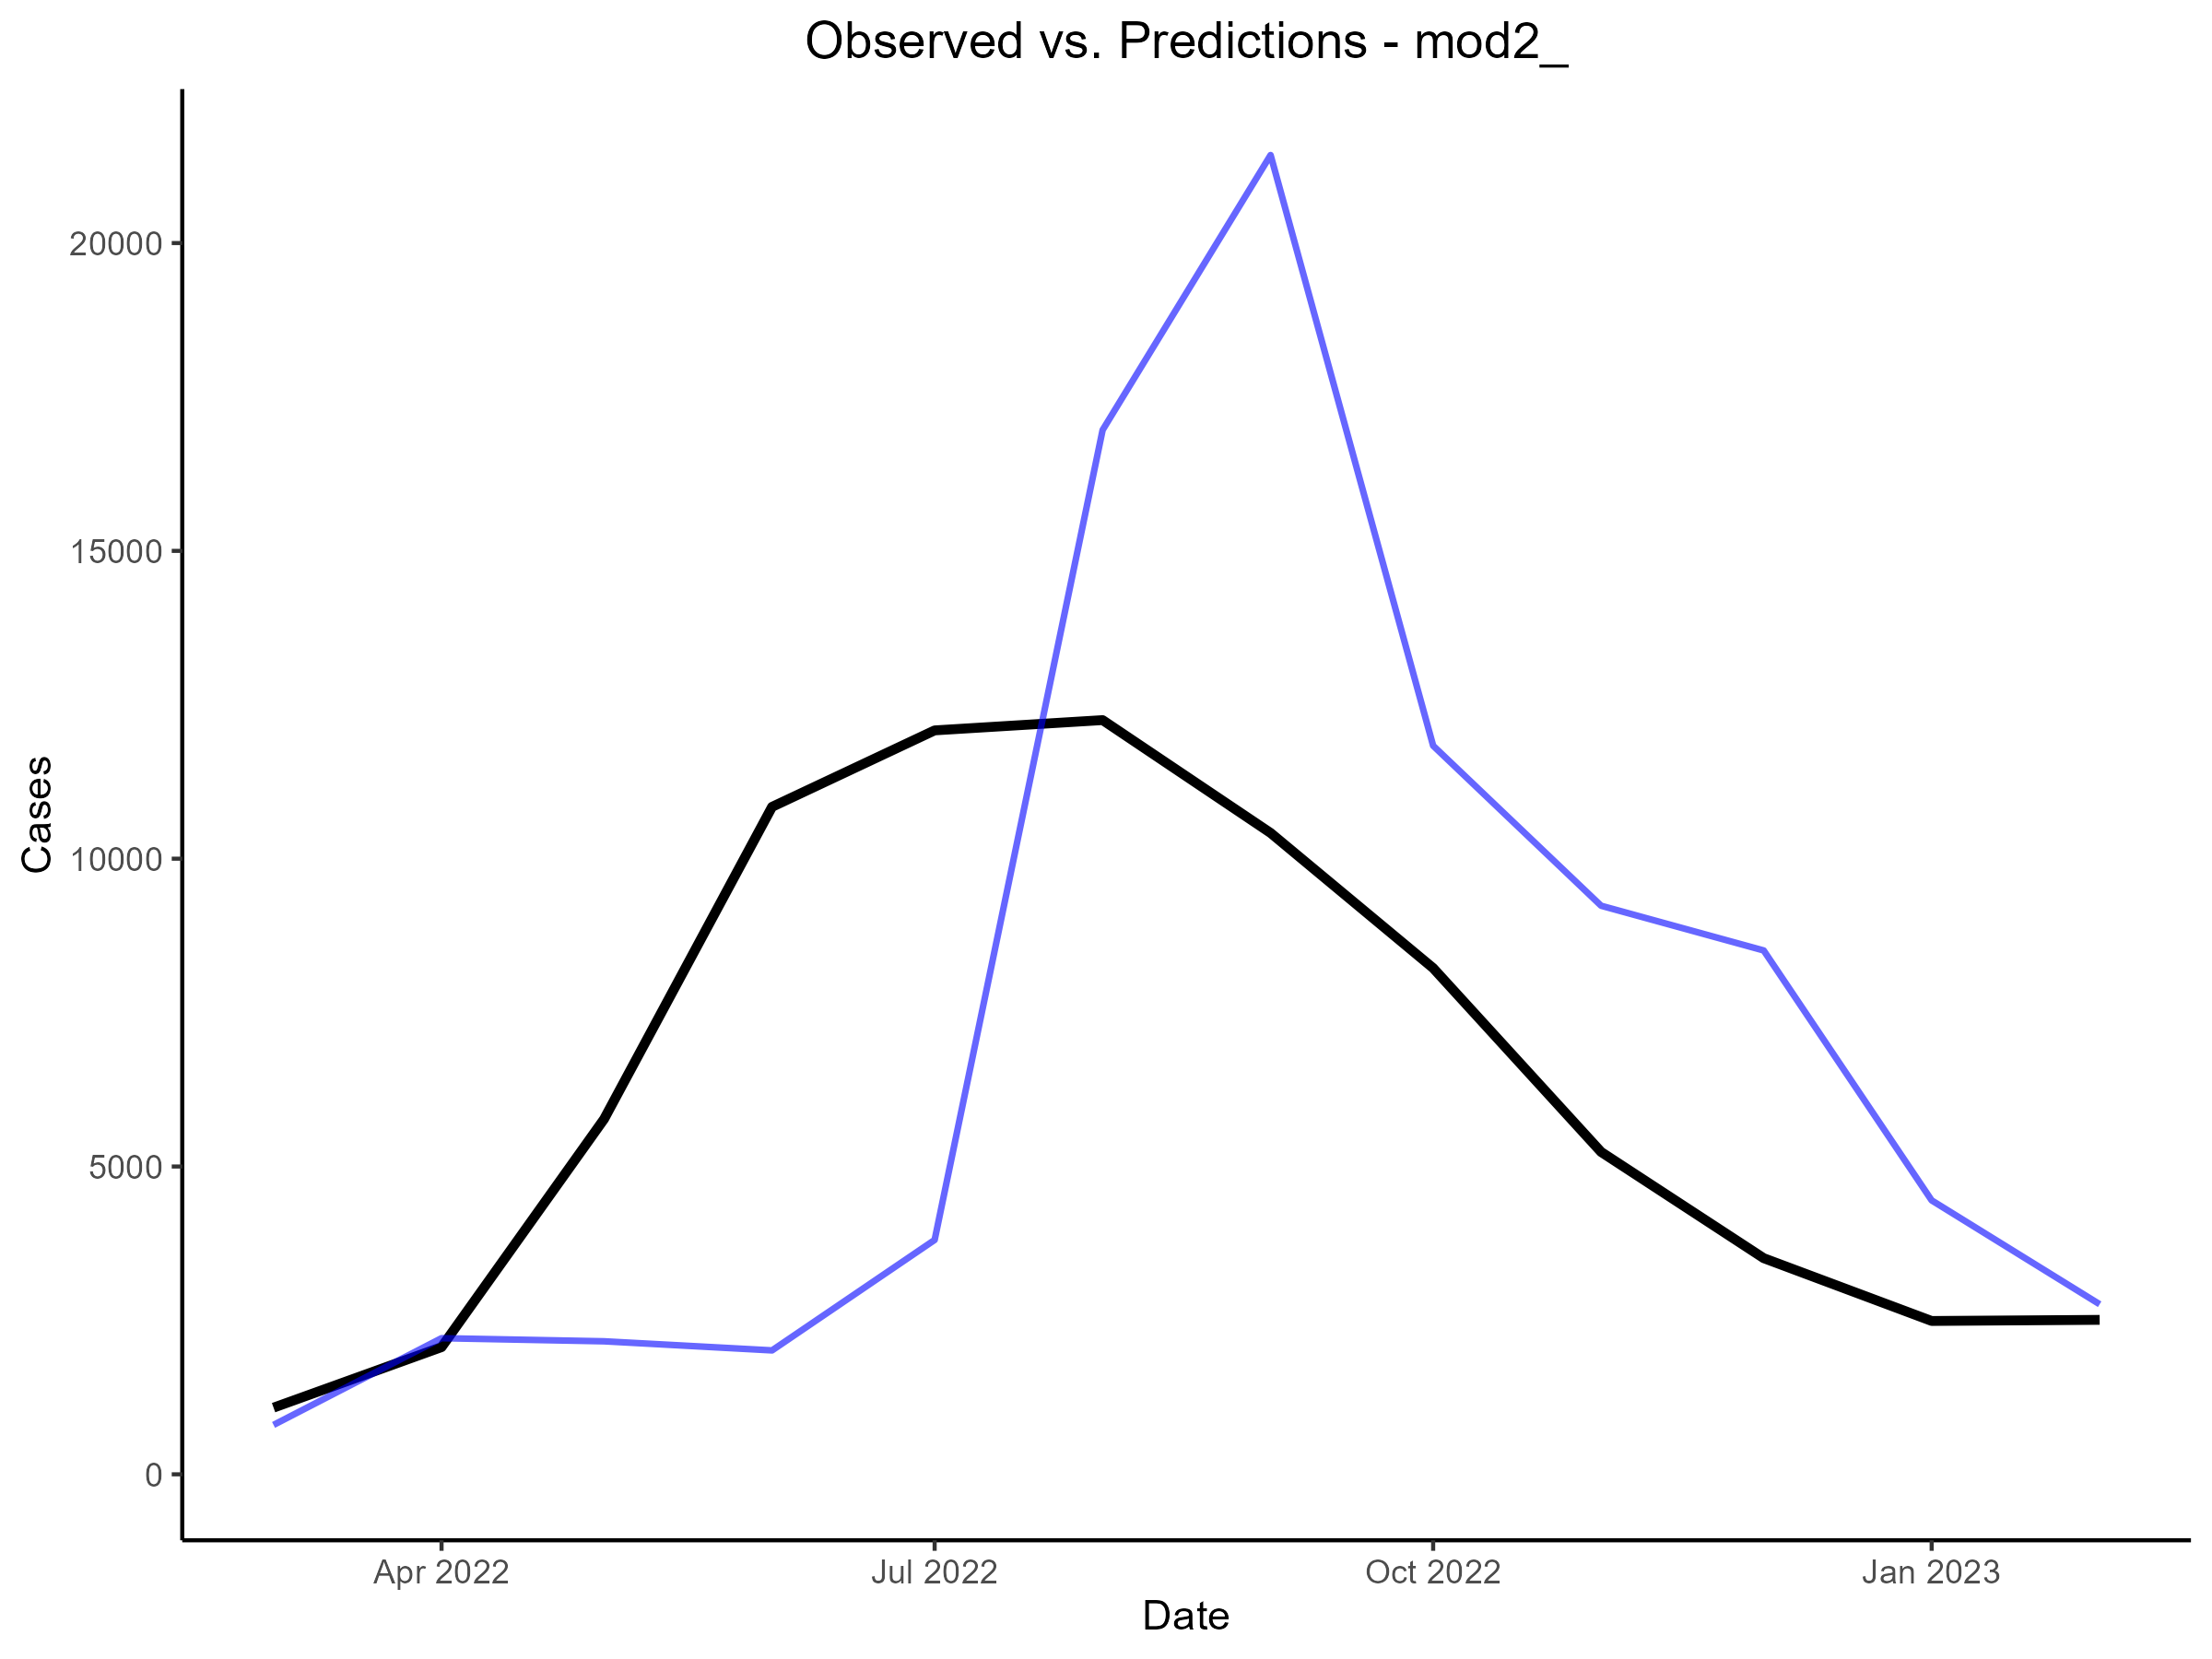 Observed vs. Predictions - mod2_
Cases
20000
15000
10000
5000
0
Apr 2022
Jul 2022
Oct 2022
Jan 2023
Date